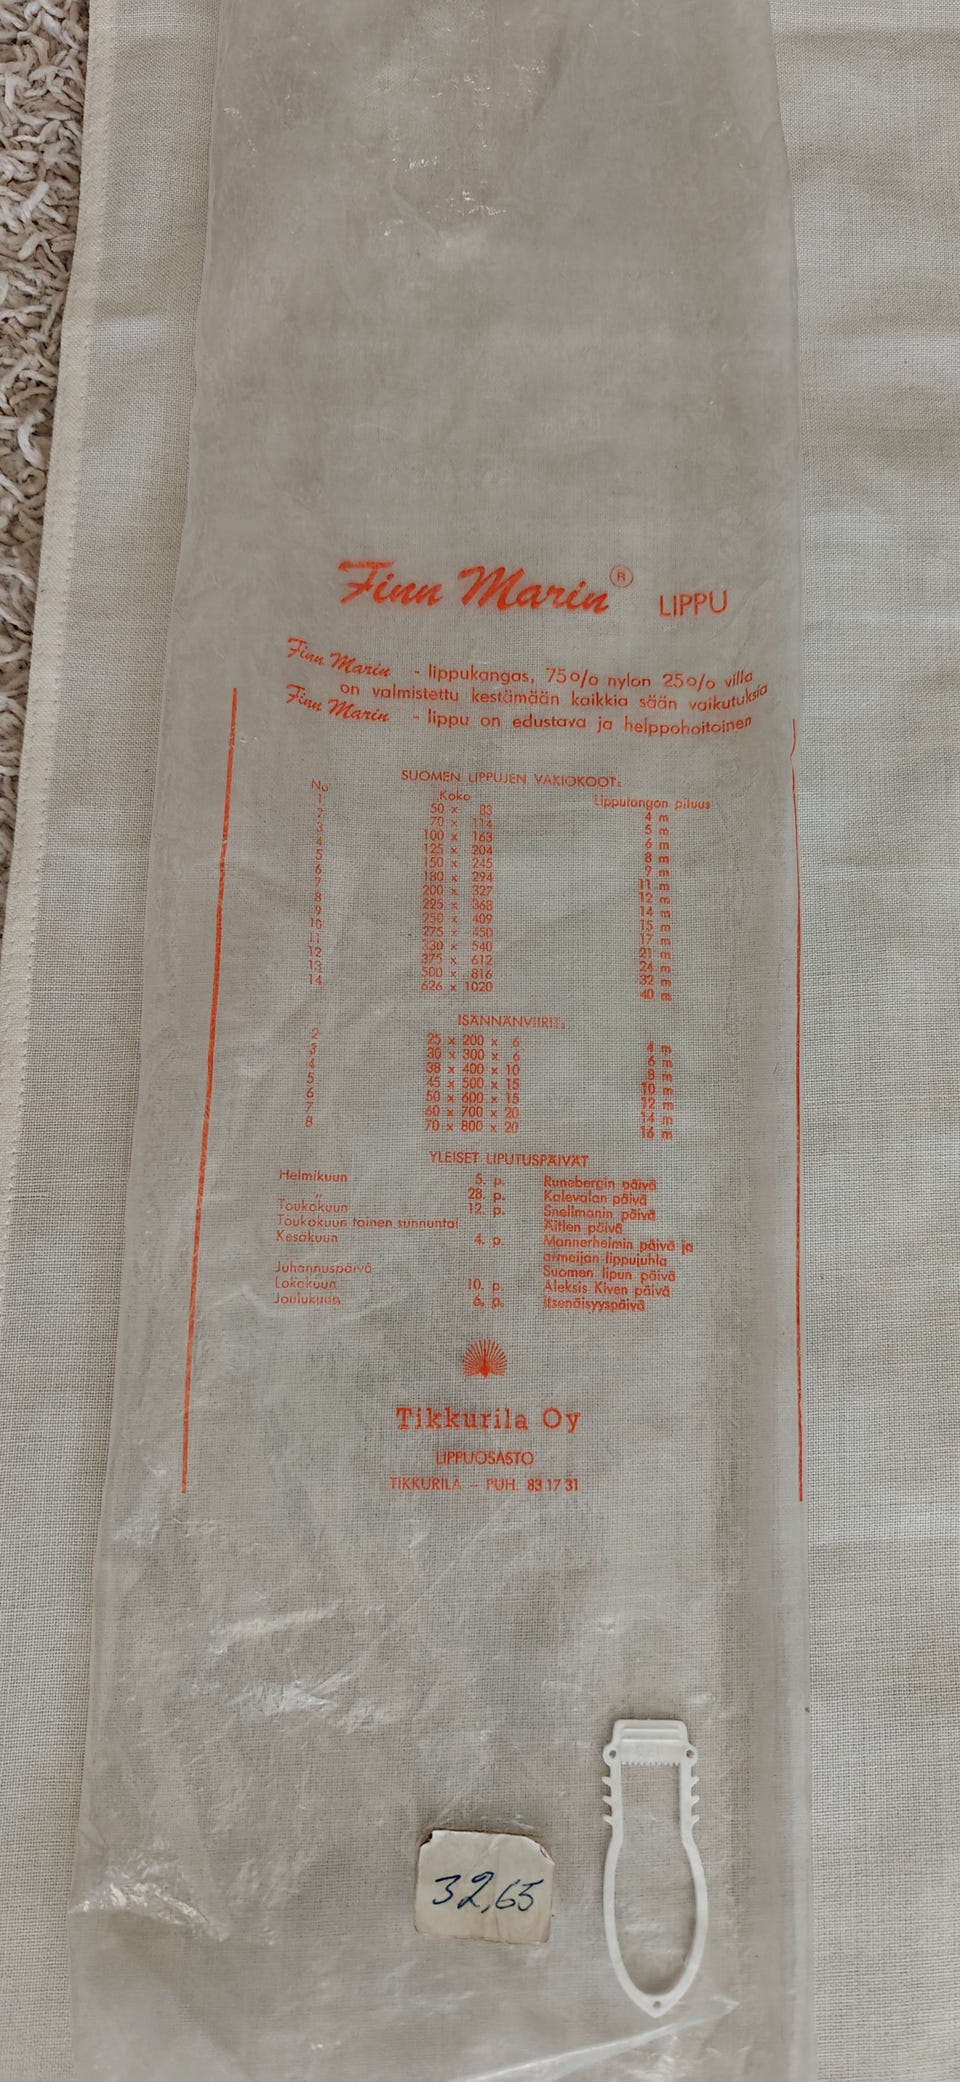 Finn Marin® LIPPU
Finn Marin - lippukangas, 75 o/o nylon 25 o/o villa
on valmistettu kestämään kaikkia sään vaikutuksia
Finn Marin - lippu on edustava ja helppohoitoinen
SUOMEN LIPPUJEN VAKIOKOOT:
No Koko Lippulangon pituus
1 50 x 83 4 m
2 70 x 114 5 m
3 100 x 163 6 m
4 125 x 204 8 m
5 150 x 245 9 m
6 180 x 294 11 m
7 200 x 327 12 m
8 225 x 368 14 m
9 250 x 409 15 m
10 275 x 450 17 m
11 330 x 540 21 m
12 375 x 612 24 m
13 500 x 816 32 m
14 626 x 1020 40 m
ISÄNNÄNVIIRIT:
2 25 x 200 x 6 4 m
3 30 x 300 x 6 6 m
4 38 x 400 x 10 8 m
5 45 x 500 x 15 10 m
6 50 x 600 x 15 12 m
7 60 x 700 x 20 14 m
8 70 x 800 x 20 16 m
YLEISET LIPUTUSPÄIVÄT
Helmikuun 5. p. Runebergin päivä
" 28. p. Kalevalan päivä
Toukokuun 12. p. Snellmanin päivä
Toukokuun toinen sunnuntai Äitien päivä
Kesäkuun 4. p. Mannerheimin päivä ja
armeijan lippujuhla
Juhannuspäivä Suomen lipun päivä
Lokakuun 10. p. Aleksis Kiven päivä
Joulukuun 6. p. Itsenäisyyspäivä
Tikkurila Oy
LIPPUOSASTO
TIKKURILA - PUH. 83 17 31
32,65